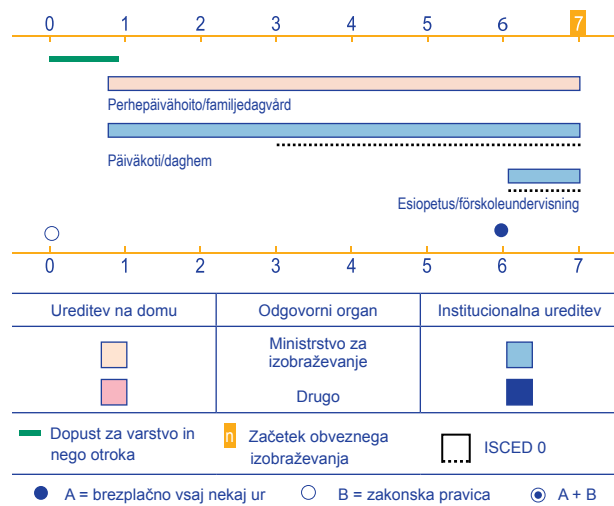 0 1 2 3 4 5 6 7
Perhepäivähoito/familjedagvård
Päiväkoti/daghem
Esiopetus/förskoleundervisning
0 1 2 3 4 5 6 7
Ureditev na domu Odgovorni organ Institucionalna ureditev
Ministrstvo za
izobraževanje
Drugo
Dopust za varstvo in
nego otroka
n Začetek obveznega
izobraževanja
ISCED 0
A = brezplačno vsaj nekaj ur B = zakonska pravica A + B